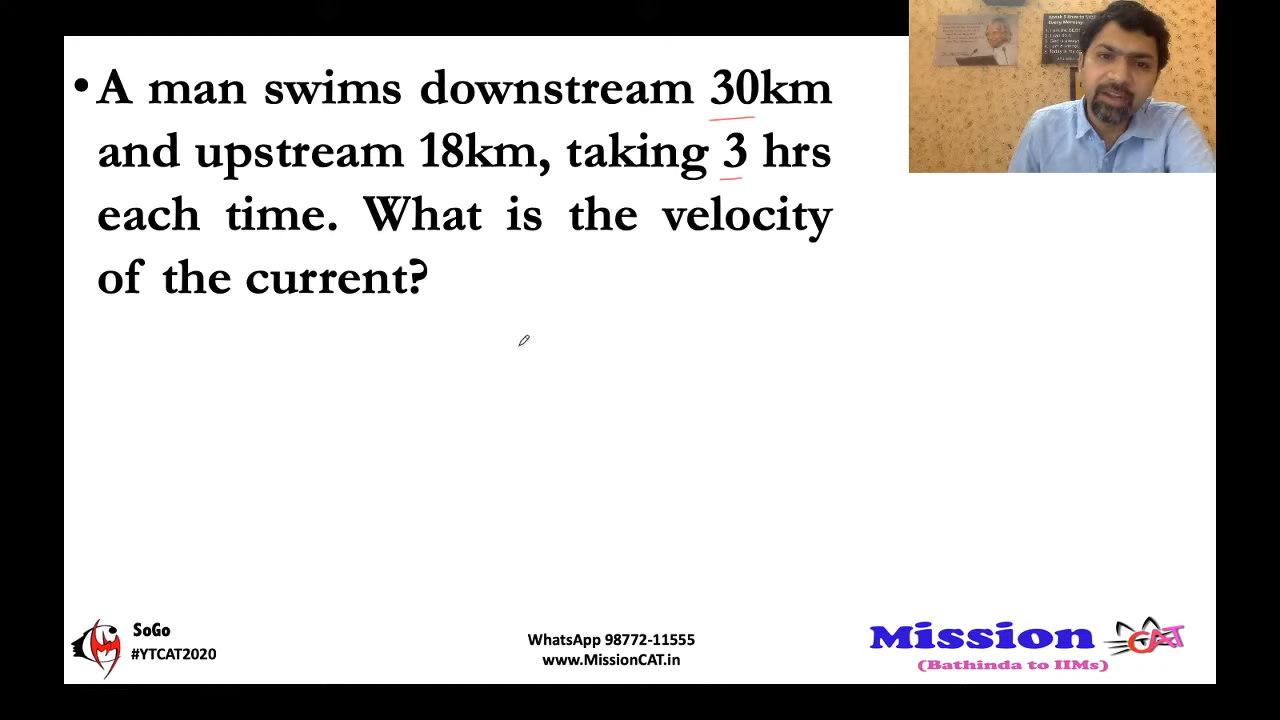 • A man swims downstream 30km
and upstream 18km, taking 3 hrs
each time. What is the velocity
of the current?
SoGo
#YTCAT2020
WhatsApp 98772-11555
www.MissionCAT.in
Mission CAT
(Bathinda to IIMs)